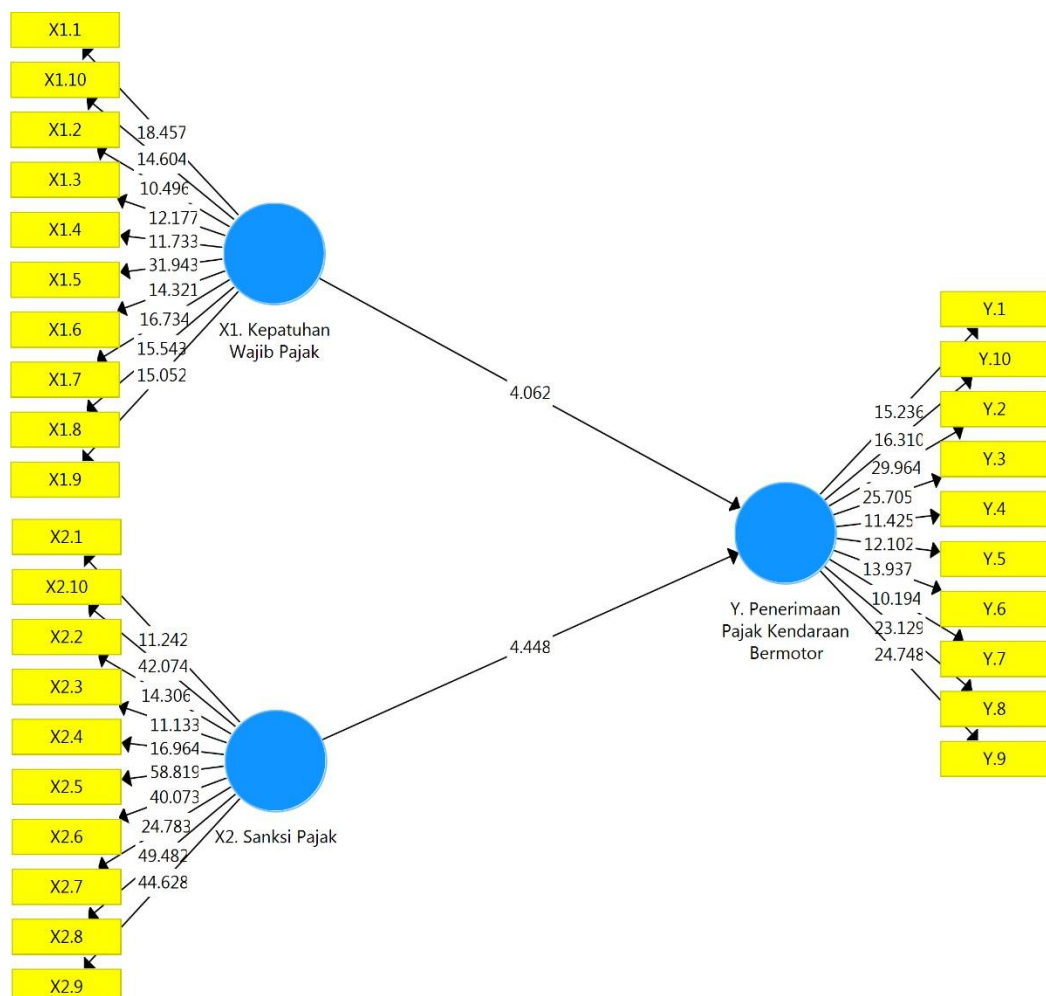 X1.1
X1.10
X1.2
X1.3
X1.4
X1.5
X1.6
X1.7
X1.8
X1.9
18.457
14.604
10.496
12.177
11.733
31.943
14.321
16.734
15.543
15.052
X1. Kepatuhan
Wajib Pajak
4.062
X2.1
X2.10
X2.2
X2.3
X2.4
X2.5
X2.6
X2.7
X2.8
X2.9
11.242
42.074
14.306
11.133
16.964
58.819
40.073
24.783
49.482
44.628
X2. Sanksi Pajak
4.448
Y. Penerimaan
Pajak Kendaraan
Bermotor
15.236
16.310
29.964
25.705
11.425
12.102
13.937
10.194
23.129
24.748
Y.1
Y.10
Y.2
Y.3
Y.4
Y.5
Y.6
Y.7
Y.8
Y.9